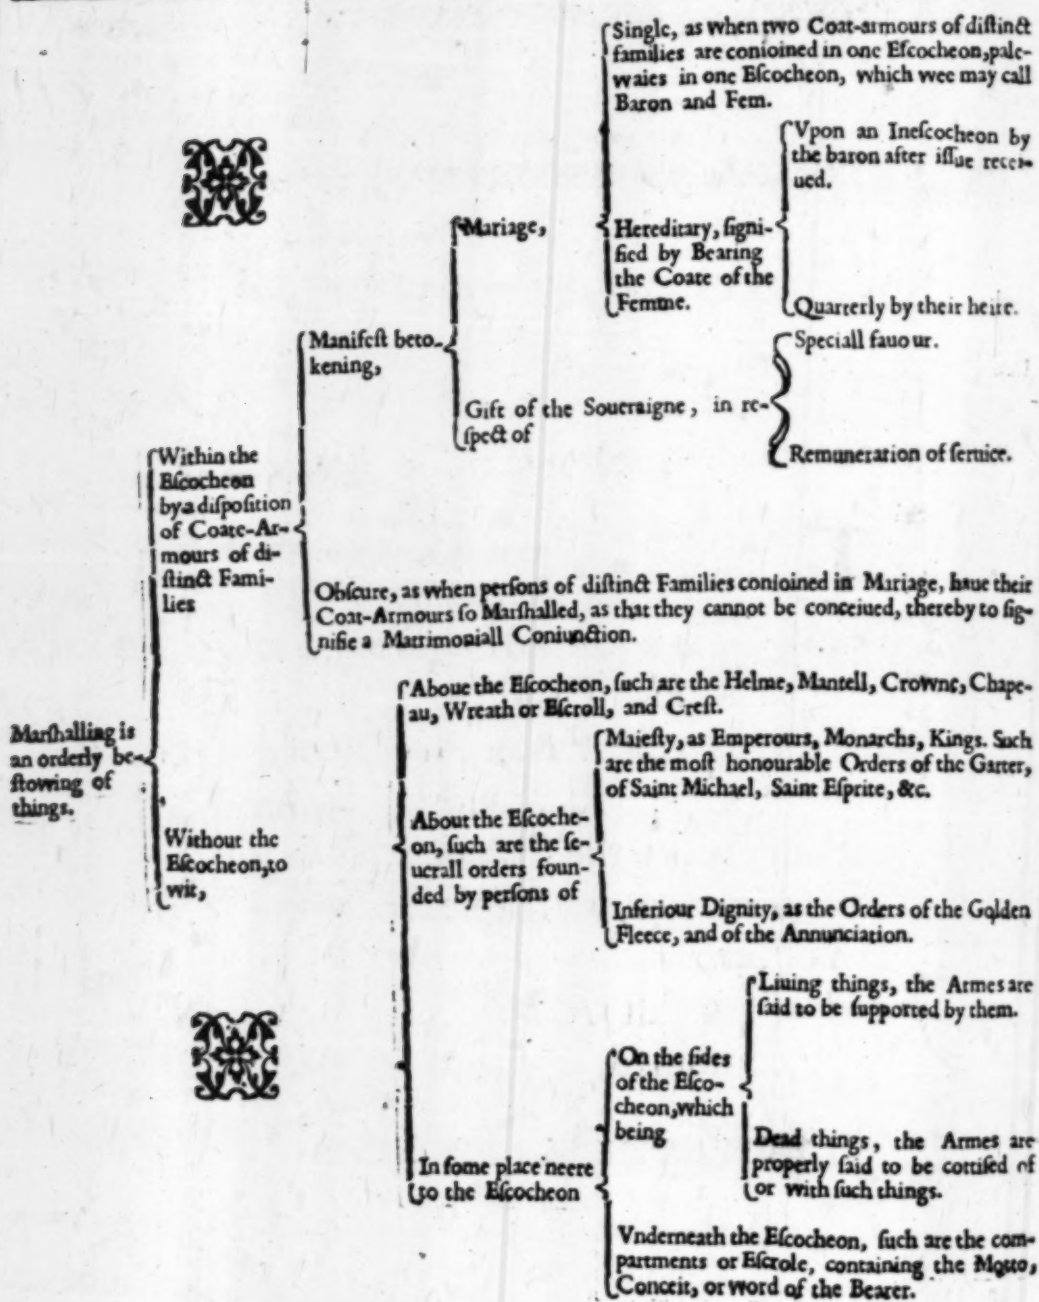 Marſhalling is
an orderly be-
ſtowing of
things.
Within the
Eſcocheon
by a diſpoſition
of Coate-Ar-
mours of di-
ſtinct Fami-
lies
Manifeſt beto-
kening,
Mariage,
Single, as when two Coat-armours of diſtinct
families are conioined in one Eſcocheon, pale-
waies in one Eſcocheon, which wee may call
Baron and Fem.
Hereditary, ſigni-
fied by Bearing
the Coate of the
Femme.
Vpon an Ineſcocheon by
the baron after iſſue recei-
ued.
Quarterly by their heire.
Gift of the Soueraigne, in re-
ſpect of
Speciall fauour.
Remuneration of ſeruice.
Obſcure, as when perſons of diſtinct Families conioined in Mariage, haue their
Coat-Armours ſo Marſhalled, as that they cannot be conceiued, thereby to ſig-
nifie a Matrimoniall Coniunction.
Without the
Eſcocheon, to
wit,
Aboue the Eſcocheon, ſuch are the Helme, Mantell, Crowne, Chape-
au, Wreath or Eſcroll, and Creſt.
About the Eſcoche-
on, ſuch are the ſe-
uerall orders foun-
ded by perſons of
Maieſty, as Emperours, Monarchs, Kings. Such
are the moſt honourable Orders of the Garter,
of Saint Michael, Saint Eſprite, &c.
Inferiour Dignity, as the Orders of the Golden
Fleece, and of the Annunciation.
In ſome place neere
to the Eſcocheon
On the ſides
of the Eſco-
cheon, which
being
Liuing things, the Armes are
ſaid to be ſupported by them.
Dead things, the Armes are
properly ſaid to be cottiſed of
or with ſuch things.
Vnderneath the Eſcocheon, ſuch are the com-
partments or Eſcrole, containing the Motto,
Conceit, or word of the Bearer.